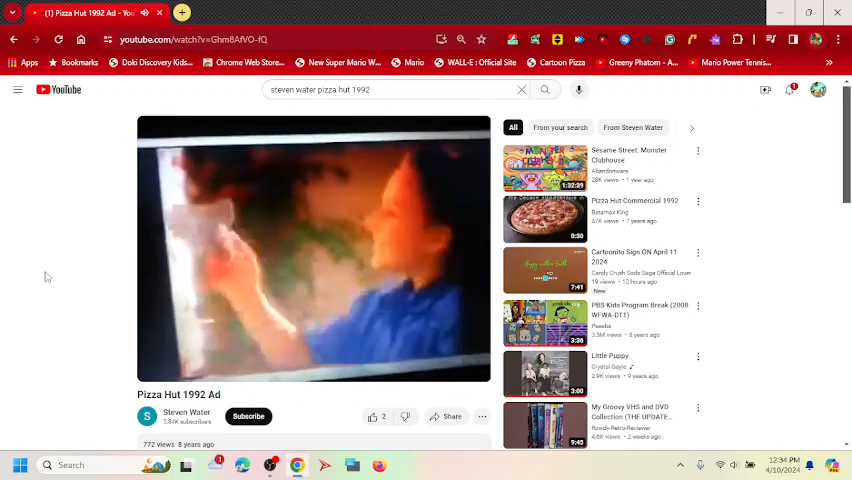 (1) Pizza Hut 1992 Ad - You
youtube.com/watch?v=Ghm8AfVO-fQ
Apps
Bookmarks
Doki Discovery Kids...
Chrome Web Store...
New Super Mario W...
Mario
WALL-E : Official Site
Cartoon Pizza
Greeny Phatom - A...
Mario Power Tennis...
YouTube
steven water pizza hut 1992
All
From your search
From Steven Water
Sesame Street: Monster
Clubhouse
Abandonware
28K views • 1 year ago
1:32:39
Pizza Hut Commercial 1992
Betamax King
47K views • 7 years ago
0:30
Cartoonito Sign ON April 11
2024
Candy Crush Soda Saga Official Lover
19 views • 12 hours ago
New
7:41
PBS Kids Program Break (2008
WFWA-DT1)
Peeebs
3.5M views • 8 years ago
3:36
Little Puppy
Crystal Gayle
2.9K views • 9 years ago
3:00
My Groovy VHS and DVD
Collection (THE UPDATE...
Rowdy-Retro-Reviewer
4.6K views • 2 weeks ago
9:45
Pizza Hut 1992 Ad
S
Steven Water
5.84K subscribers
Subscribe
2
Share
772 views 8 years ago
Search
12:34 PM
4/10/2024